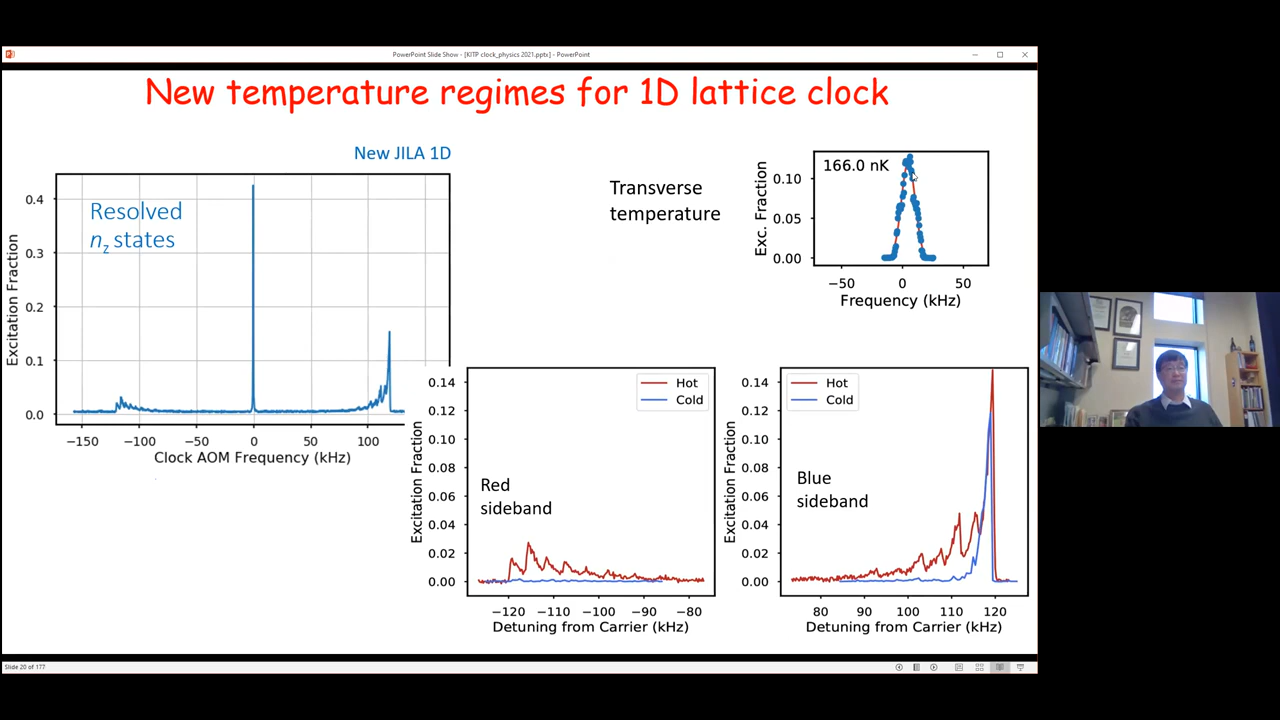 PowerPoint Slide Show - [KITP clock_physics 2021.pptx] - PowerPoint
New temperature regimes for 1D lattice clock
New JILA 1D
Resolved
nz states
Excitation Fraction
0.4
0.3
0.2
0.1
0.0
−150
−100
−50
0
50
100
Clock AOM Frequency (kHz)
Transverse
temperature
166.0 nK
Exc. Fraction
0.10
0.05
0.00
−50
0
50
Frequency (kHz)
Hot
Cold
Red
sideband
Excitation Fraction
0.14
0.12
0.10
0.08
0.06
0.04
0.02
0.00
−120
−110
−100
−90
−80
Detuning from Carrier (kHz)
Hot
Cold
Blue
sideband
Excitation Fraction
0.14
0.12
0.10
0.08
0.06
0.04
0.02
0.00
80
90
100
110
120
Detuning from Carrier (kHz)
Slide 20 of 177